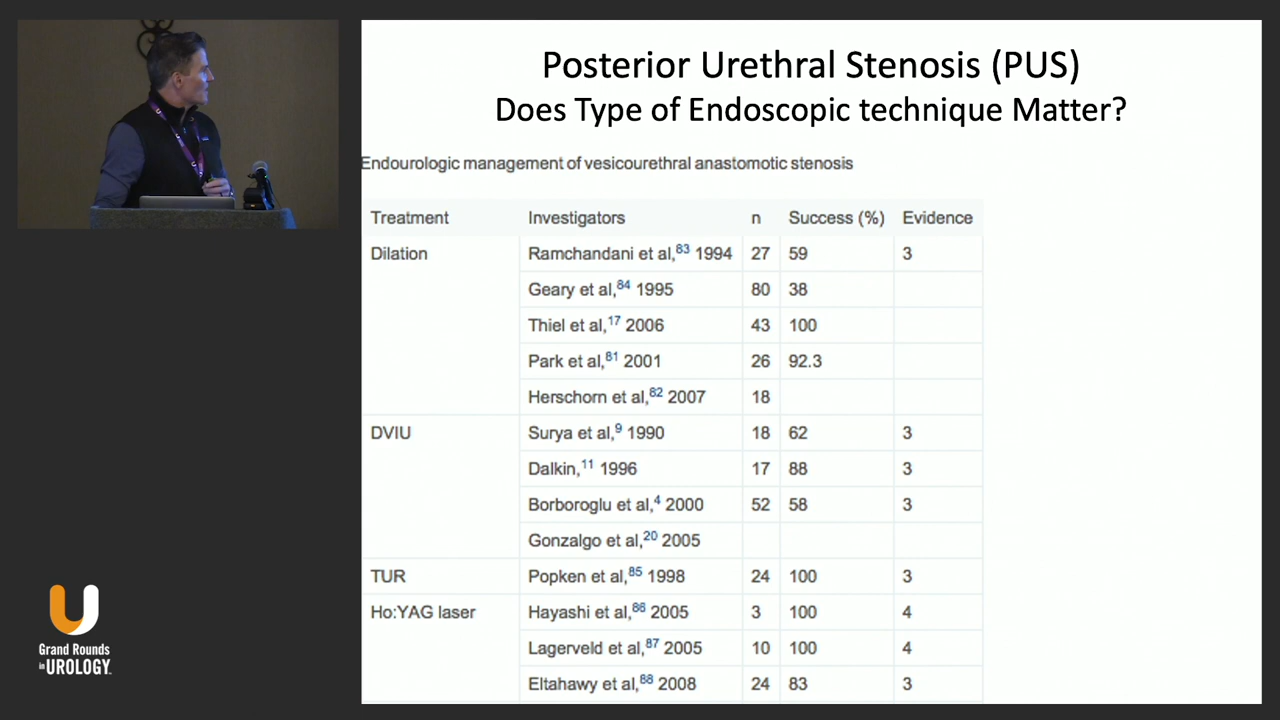 Posterior Urethral Stenosis (PUS)
Does Type of Endoscopic technique Matter?
Endourologic management of vesicourethral anastomotic stenosis
Treatment Investigators n Success (%) Evidence
Dilation Ramchandani et al,83 1994 27 59 3
Geary et al,84 1995 80 38
Thiel et al,17 2006 43 100
Park et al,81 2001 26 92.3
Herschorn et al,82 2007 18
DVIU Surya et al,9 1990 18 62 3
Dalkin,11 1996 17 88 3
Borboroglu et al,4 2000 52 58 3
Gonzalgo et al,20 2005
TUR Popken et al,85 1998 24 100 3
Ho:YAG laser Hayashi et al,86 2005 3 100 4
Lagerveld et al,87 2005 10 100 4
Eltahawy et al,88 2008 24 83 3
Grand Rounds
in UROLOGY